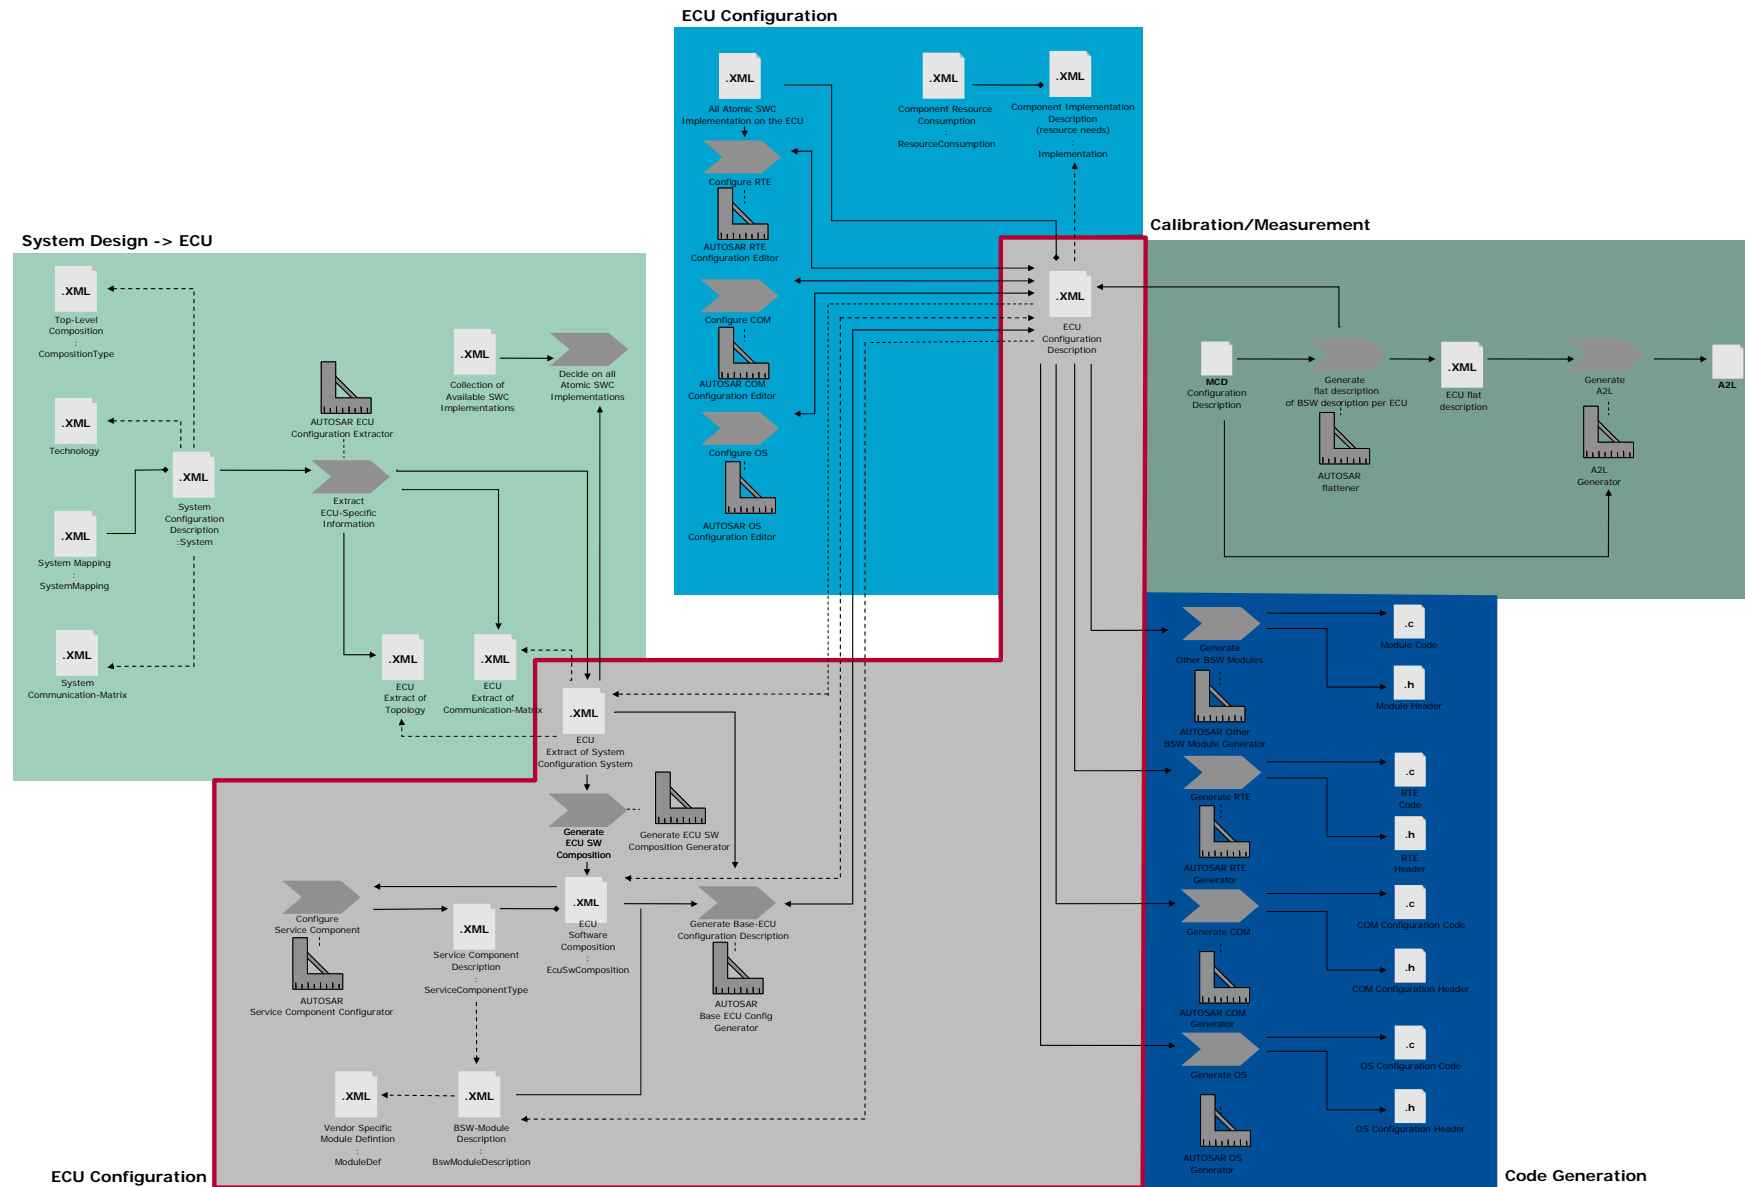 ECU Configuration
.XML
All Atomic SWC
Implementation on the ECU
.XML
Component Resource
Consumption
:
ResourceConsumption
.XML
Component Implementation
Description
(resource needs)
:
Implementation
Configure RTE
AUTOSAR RTE
Configuration Editor
Configure COM
AUTOSAR COM
Configuration Editor
Configure OS
AUTOSAR OS
Configuration Editor
System Design -> ECU
.XML
Top-Level
Composition
:
CompositionType
.XML
Technology
.XML
System Mapping
:
SystemMapping
.XML
System
Communication-Matrix
.XML
System
Configuration
Description
:System
AUTOSAR ECU
Configuration Extractor
Extract
ECU-Specific
Information
.XML
Collection of
Available SWC
Implementations
Decide on all
Atomic SWC
Implementations
.XML
ECU
Extract of
Topology
.XML
ECU
Extract of
Communication-Matrix
Calibration/Measurement
.XML
ECU
Configuration
Description
MCD
Configuration
Description
Generate
flat description
of BSW description per ECU
AUTOSAR
flattener
.XML
ECU flat
description
Generate
A2L
A2L
Generator
A2L
.XML
ECU
Extract of System
Configuration System
Generate
ECU SW
Composition
Generate ECU SW
Composition Generator
Configure
Service Component
AUTOSAR
Service Component Configurator
.XML
Service Component
Description
:
ServiceComponentType
.XML
ECU
Software
Composition
:
EcuSwComposition
Generate Base-ECU
Configuration Description
AUTOSAR
Base ECU Config
Generator
.XML
Vendor Specific
Module Defintion
:
ModuleDef
.XML
BSW-Module
Description
:
BswModuleDescription
ECU Configuration
Generate
Other BSW Modules
AUTOSAR Other
BSW Module Generator
.c
Module Code
.h
Module Header
Generate RTE
AUTOSAR RTE
Generator
.c
RTE
Code
.h
RTE
Header
Generate COM
AUTOSAR COM
Generator
.c
COM Configuration Code
.h
COM Configuration Header
Generate OS
AUTOSAR OS
Generator
.c
OS Configuration Code
.h
OS Configuration Header
Code Generation